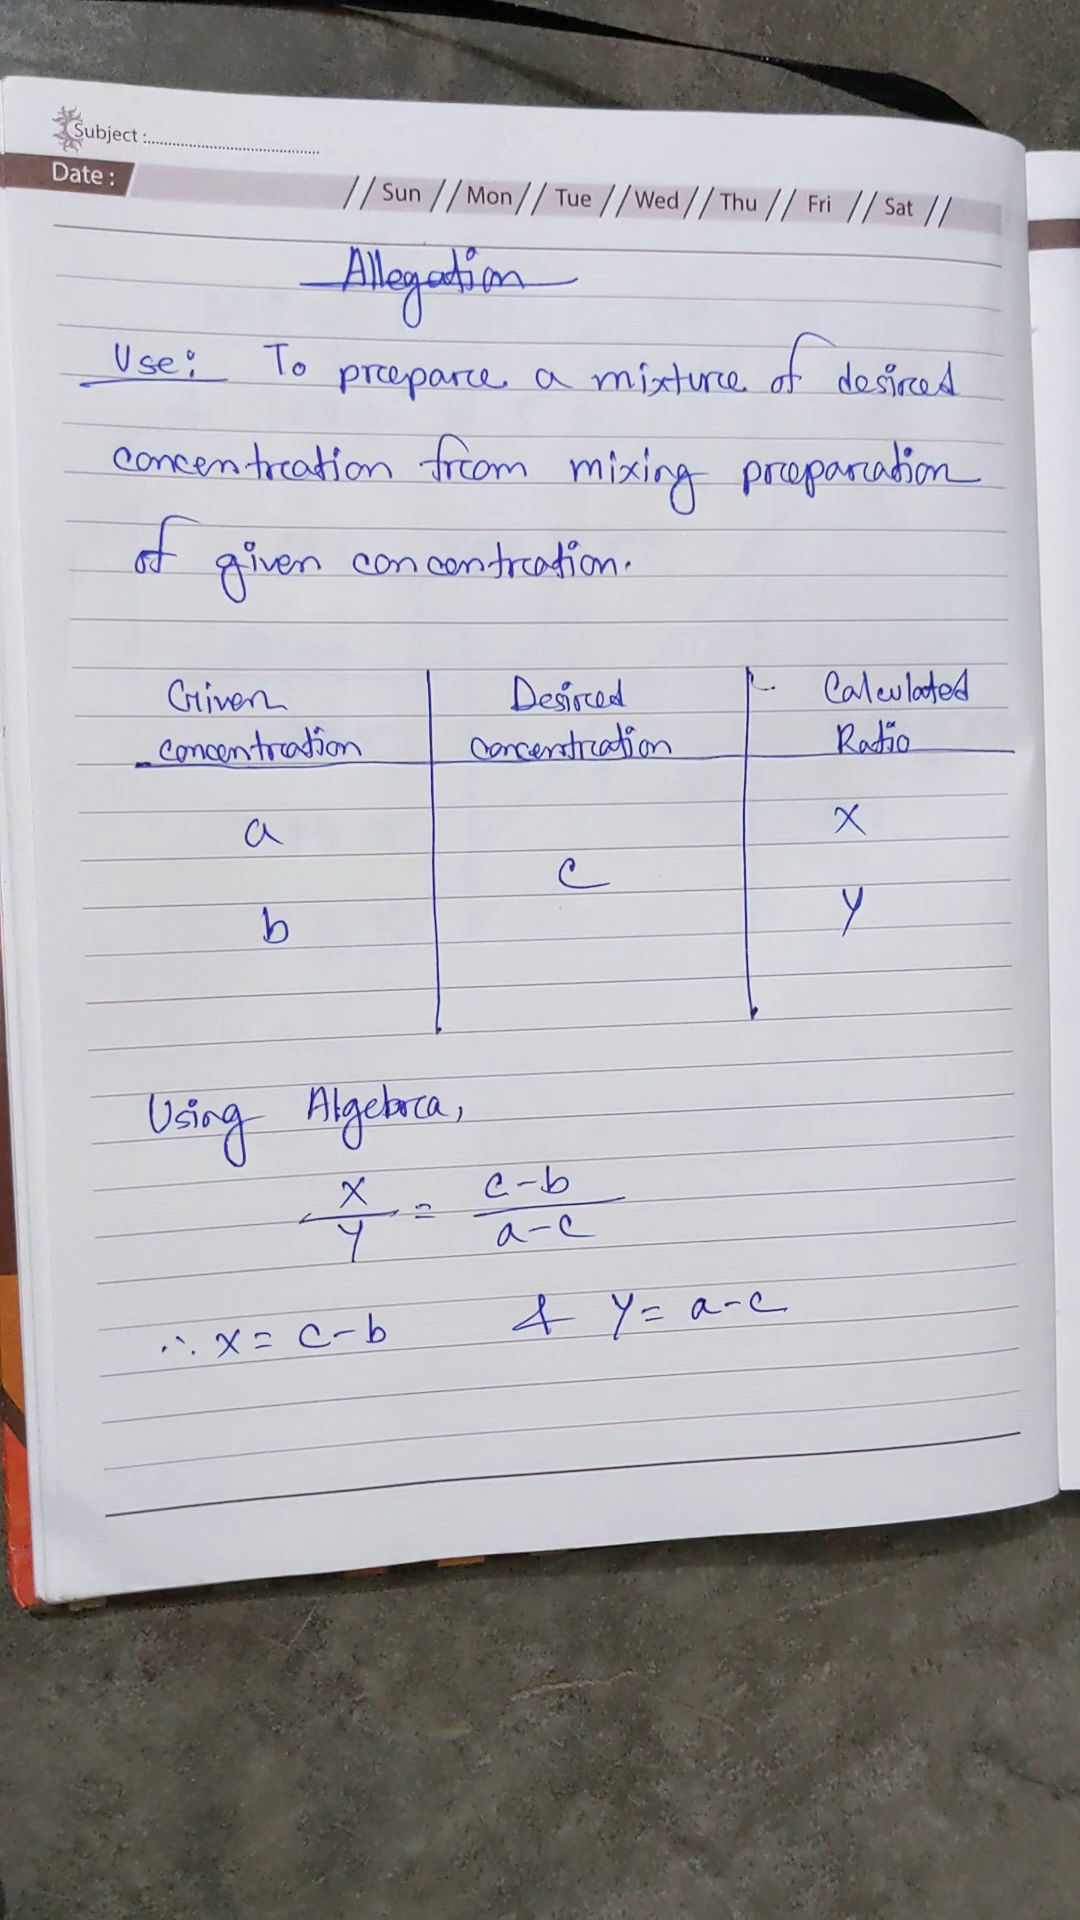 Subject :
Date :
// Sun // Mon // Tue // Wed // Thu // Fri // Sat //
Allegation
Use: To prepare a mixture of desired
concentration from mixing preparation
of given concentration.
Given Desired Calculated
concentration concentration Ratio
a x
c
b y
Using Algebra,
x/y = c-b/a-c
∴ x = c-b & y = a-c